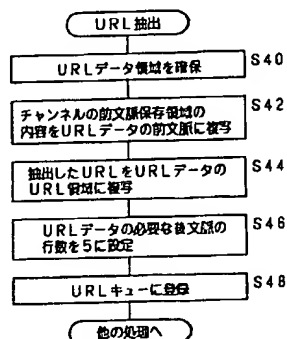 URL抽出
URLデータ領域を確保
S40
チャンネルの前文脈保存領域の
内容をURLデータの前文脈に複写
S42
抽出したURLをURLデータの
URL領域に複写
S44
URLデータの必要な後文脈の
行数を5に設定
S46
URLキューに登録
S48
他の処理へ